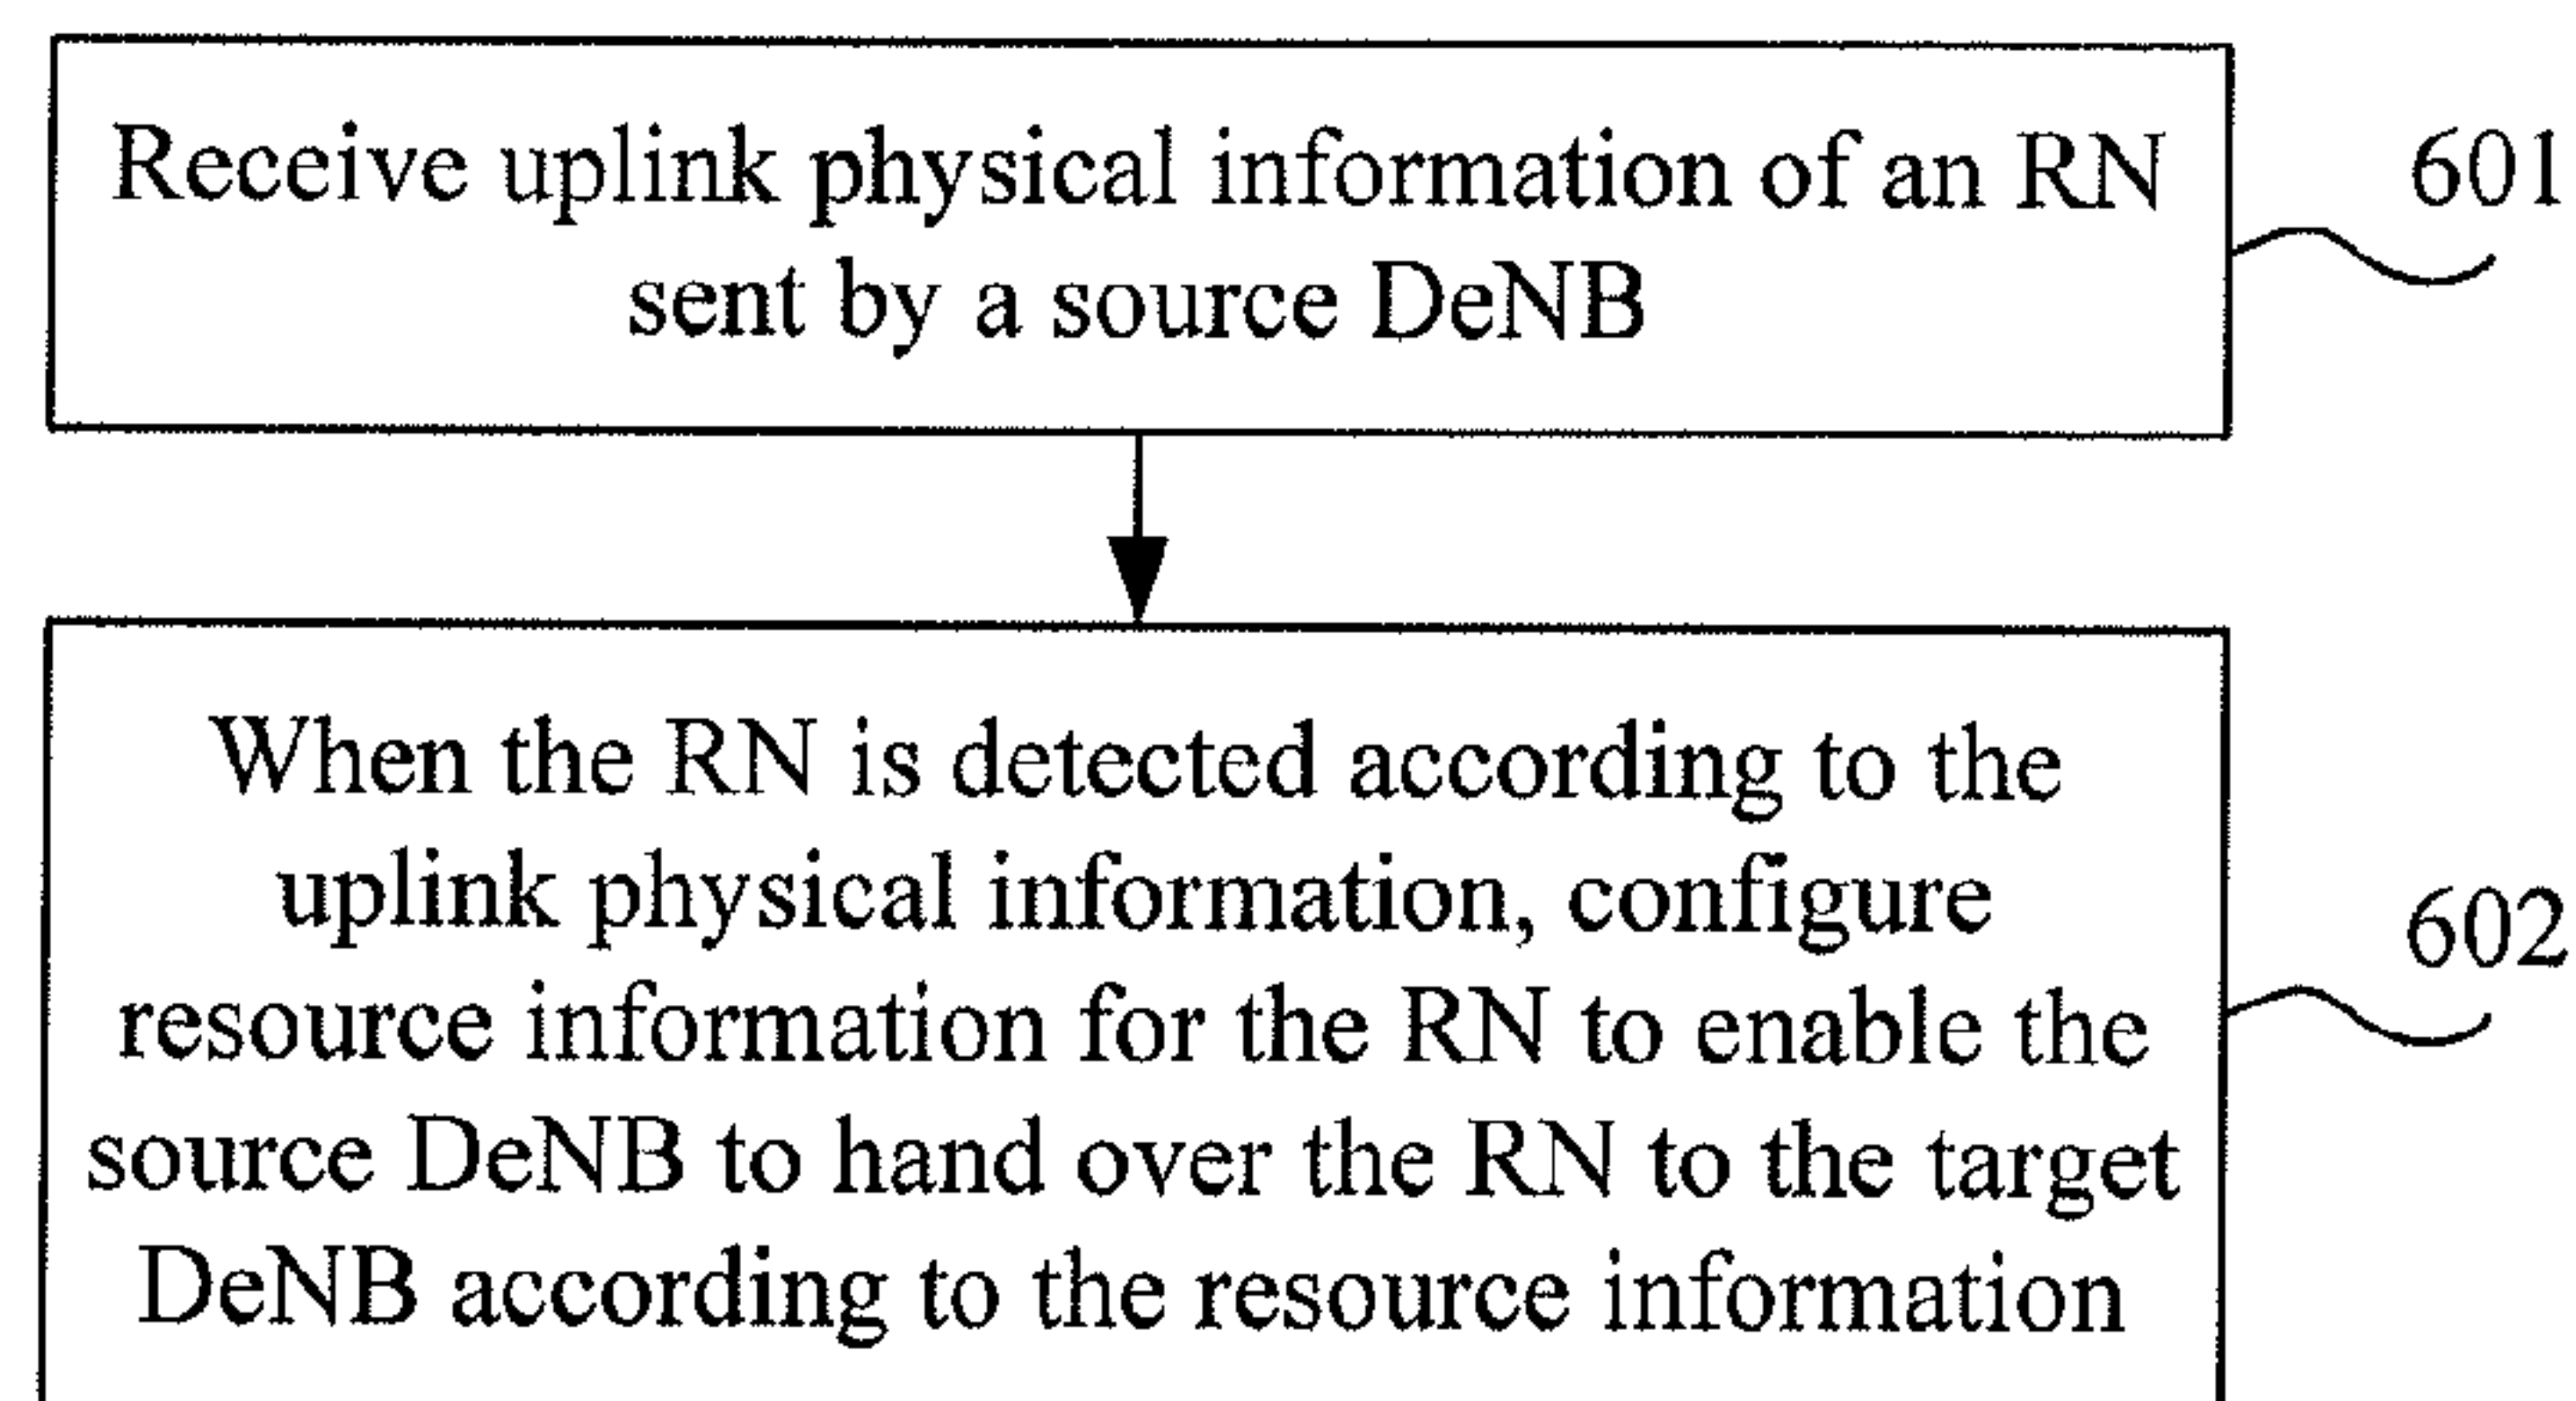 Receive uplink physical information of an RN
sent by a source DeNB
601
When the RN is detected according to the
uplink physical information, configure
resource information for the RN to enable the
source DeNB to hand over the RN to the target
DeNB according to the resource information
602